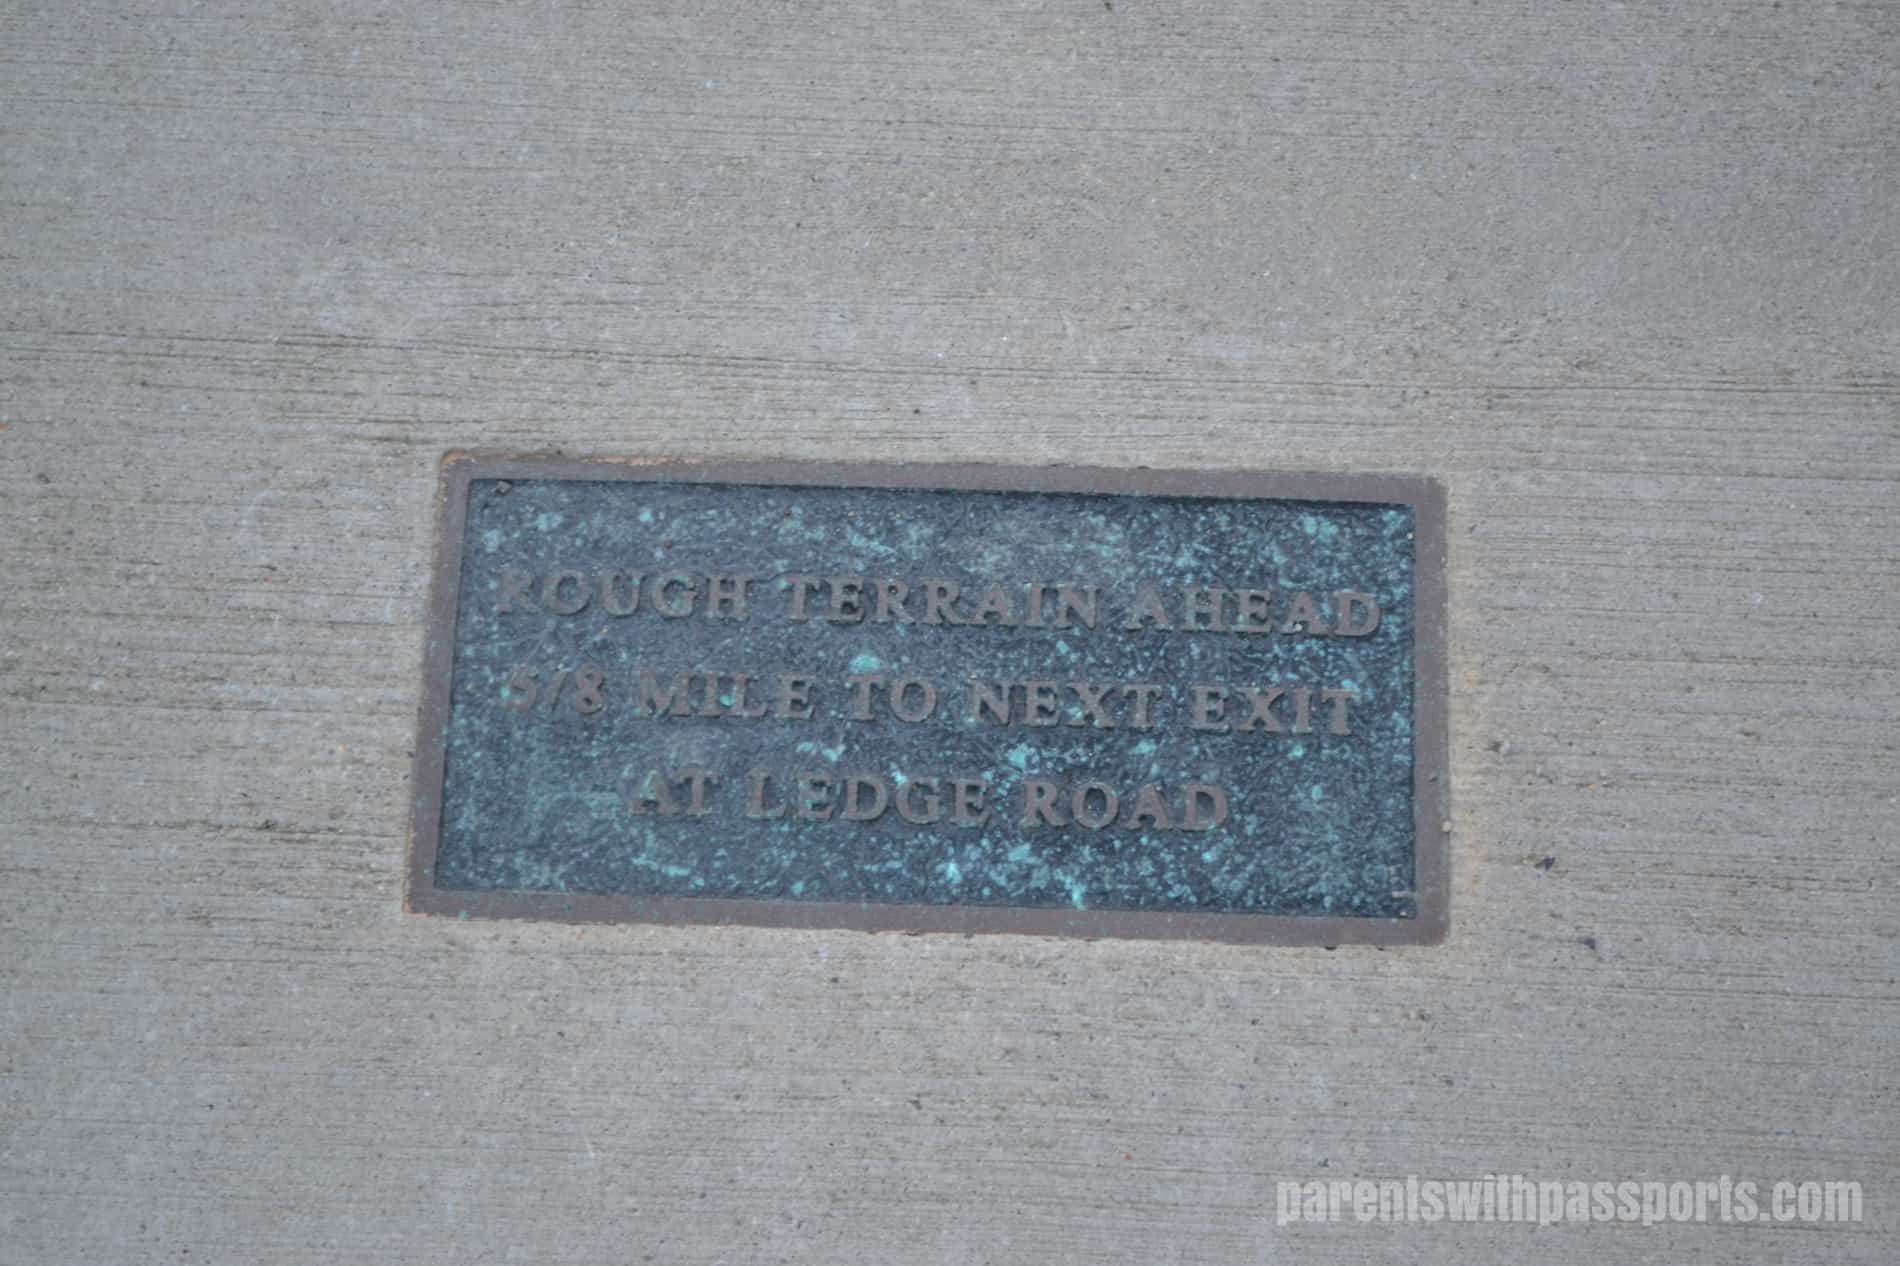 ROUGH TERRAIN AHEAD
5/8 MILE TO NEXT EXIT
AT LEDGE ROAD
parentswithpassports.com